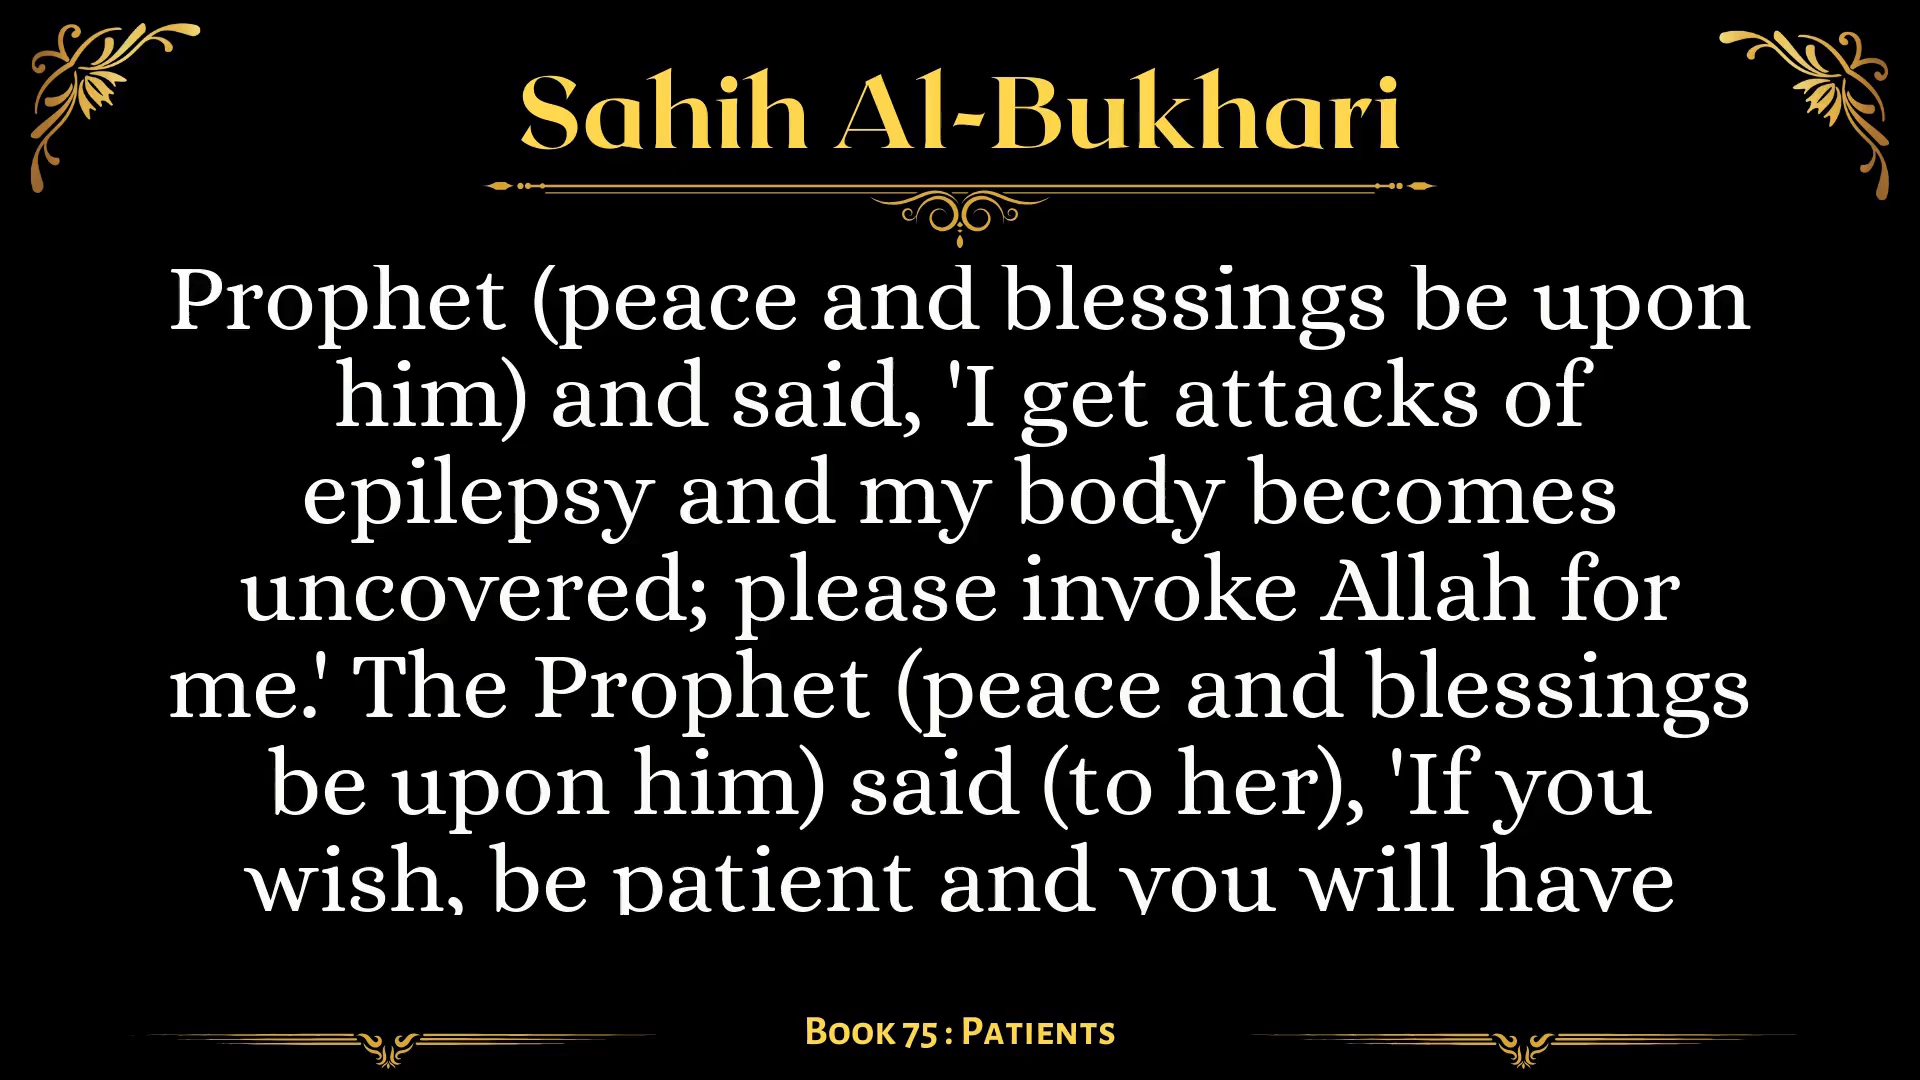 Sahih Al-Bukhari
Prophet (peace and blessings be upon
him) and said, 'I get attacks of
epilepsy and my body becomes
uncovered; please invoke Allah for
me.' The Prophet (peace and blessings
be upon him) said (to her), 'If you
wish, be patient and you will have
Book 75 : Patients